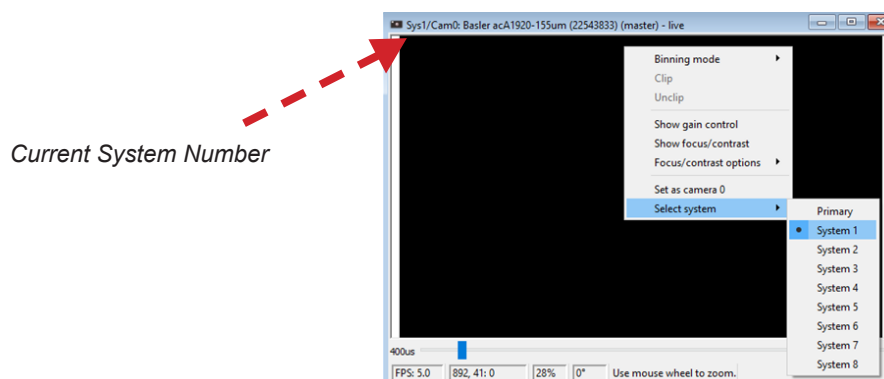 Sys1/Cam0: Basler acA1920-155um (22543833) (master) - live
Current System Number
Binning mode
Clip
Unclip
Show gain control
Show focus/contrast
Focus/contrast options
Set as camera 0
Select system
Primary
System 1
System 2
System 3
System 4
System 5
System 6
System 7
System 8
400us
FPS: 5.0 892, 41: 0 28% 0° Use mouse wheel to zoom.